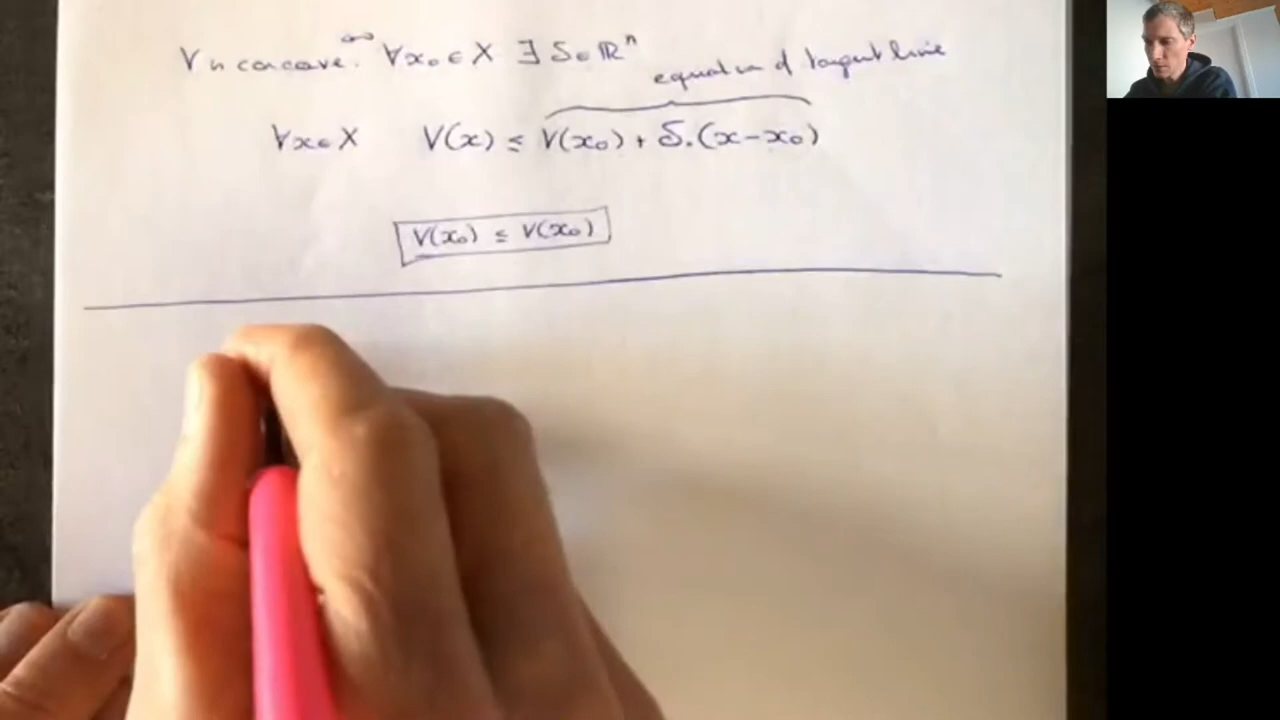 V is concave. ⇔ ∀x₀ ∈ X ∃ δ ∈ ℝⁿ
equation of tangent line
∀x ∈ X V(x) ≤ V(x₀) + δ.(x-x₀)
V(x₀) ≤ V(x₀)